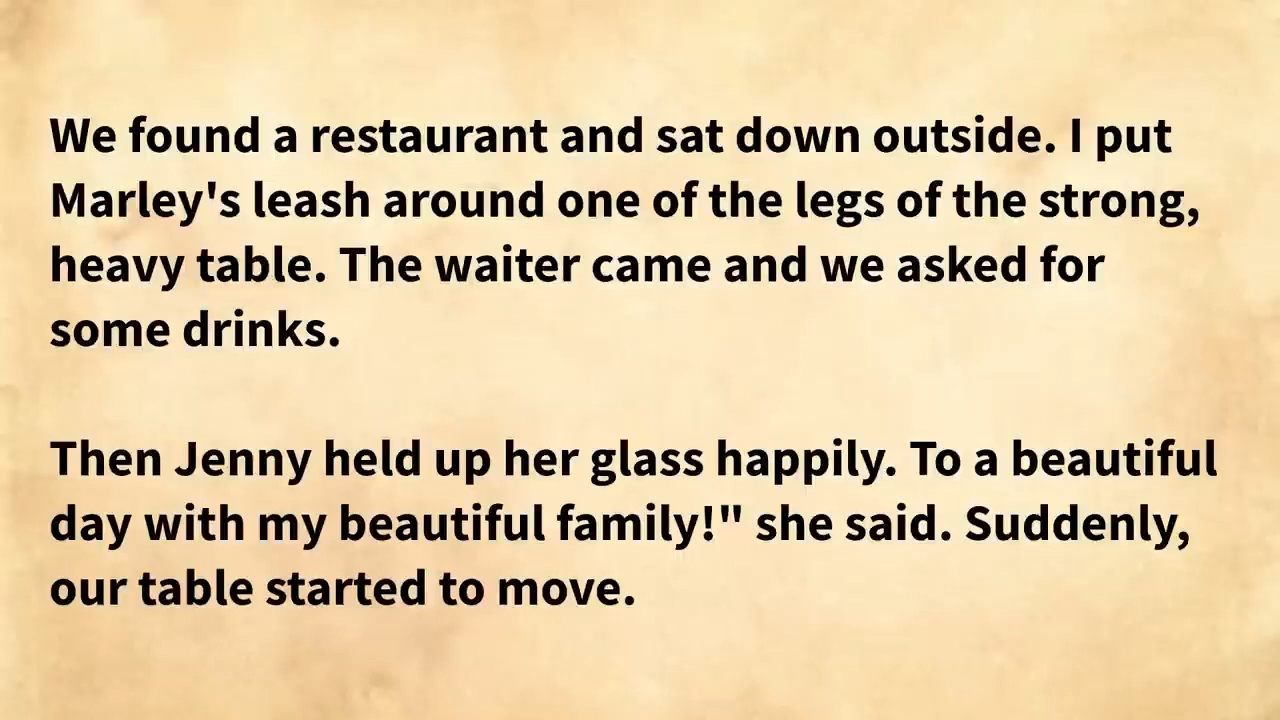 We found a restaurant and sat down outside. I put
Marley's leash around one of the legs of the strong,
heavy table. The waiter came and we asked for
some drinks.
Then Jenny held up her glass happily. To a beautiful
day with my beautiful family!" she said. Suddenly,
our table started to move.